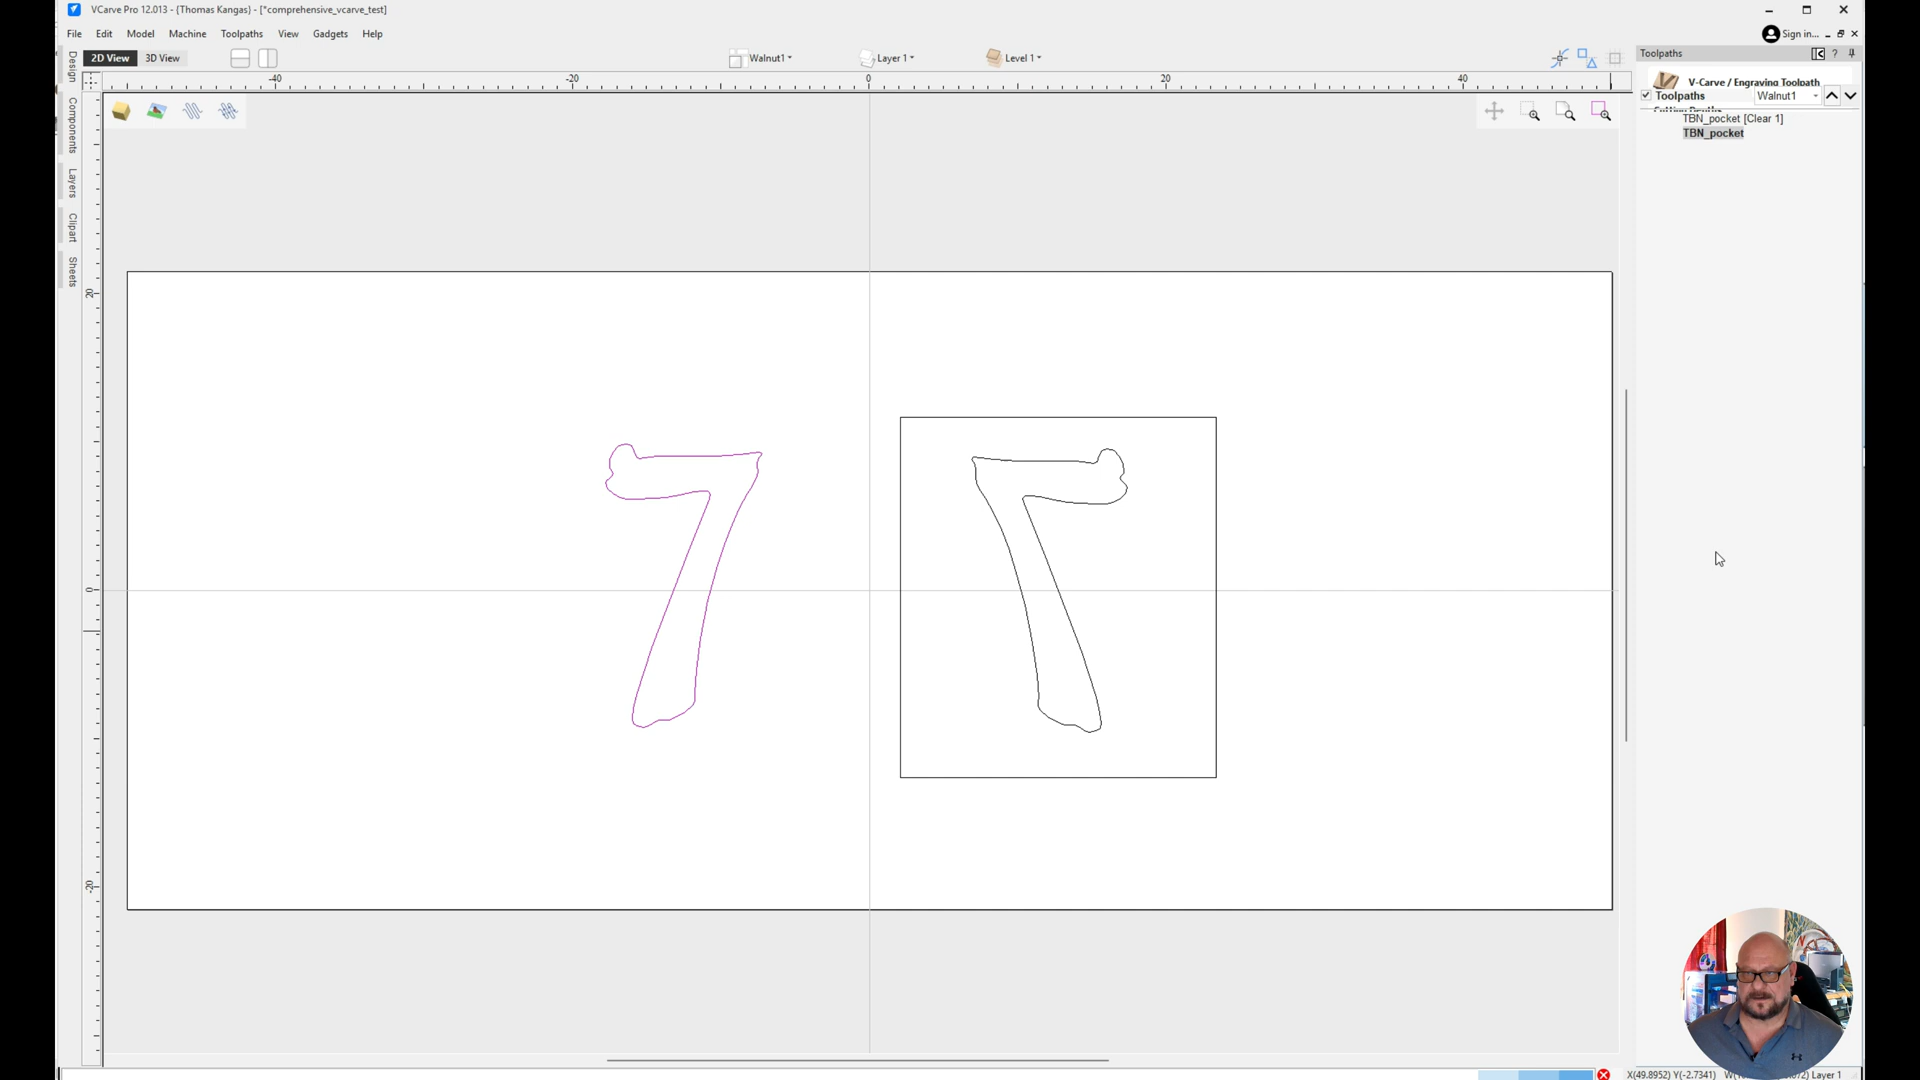 VCarve Pro 12.013 - {Thomas Kangas} - [*comprehensive_vcarve_test]
File Edit Model Machine Toolpaths View Gadgets Help
Sign in...
2D View 3D View Walnut1 Layer 1 Level 1
Toolpaths
-40 -20 0 20 40
V-Carve / Engraving Toolpath
Toolpaths Walnut1
TBN_pocket [Clear 1]
TBN_pocket
Design
Components
Layers
Clipart
Sheets
20
0
-20
7 7
X(49.8952) Y(-2.7341)
Layer 1